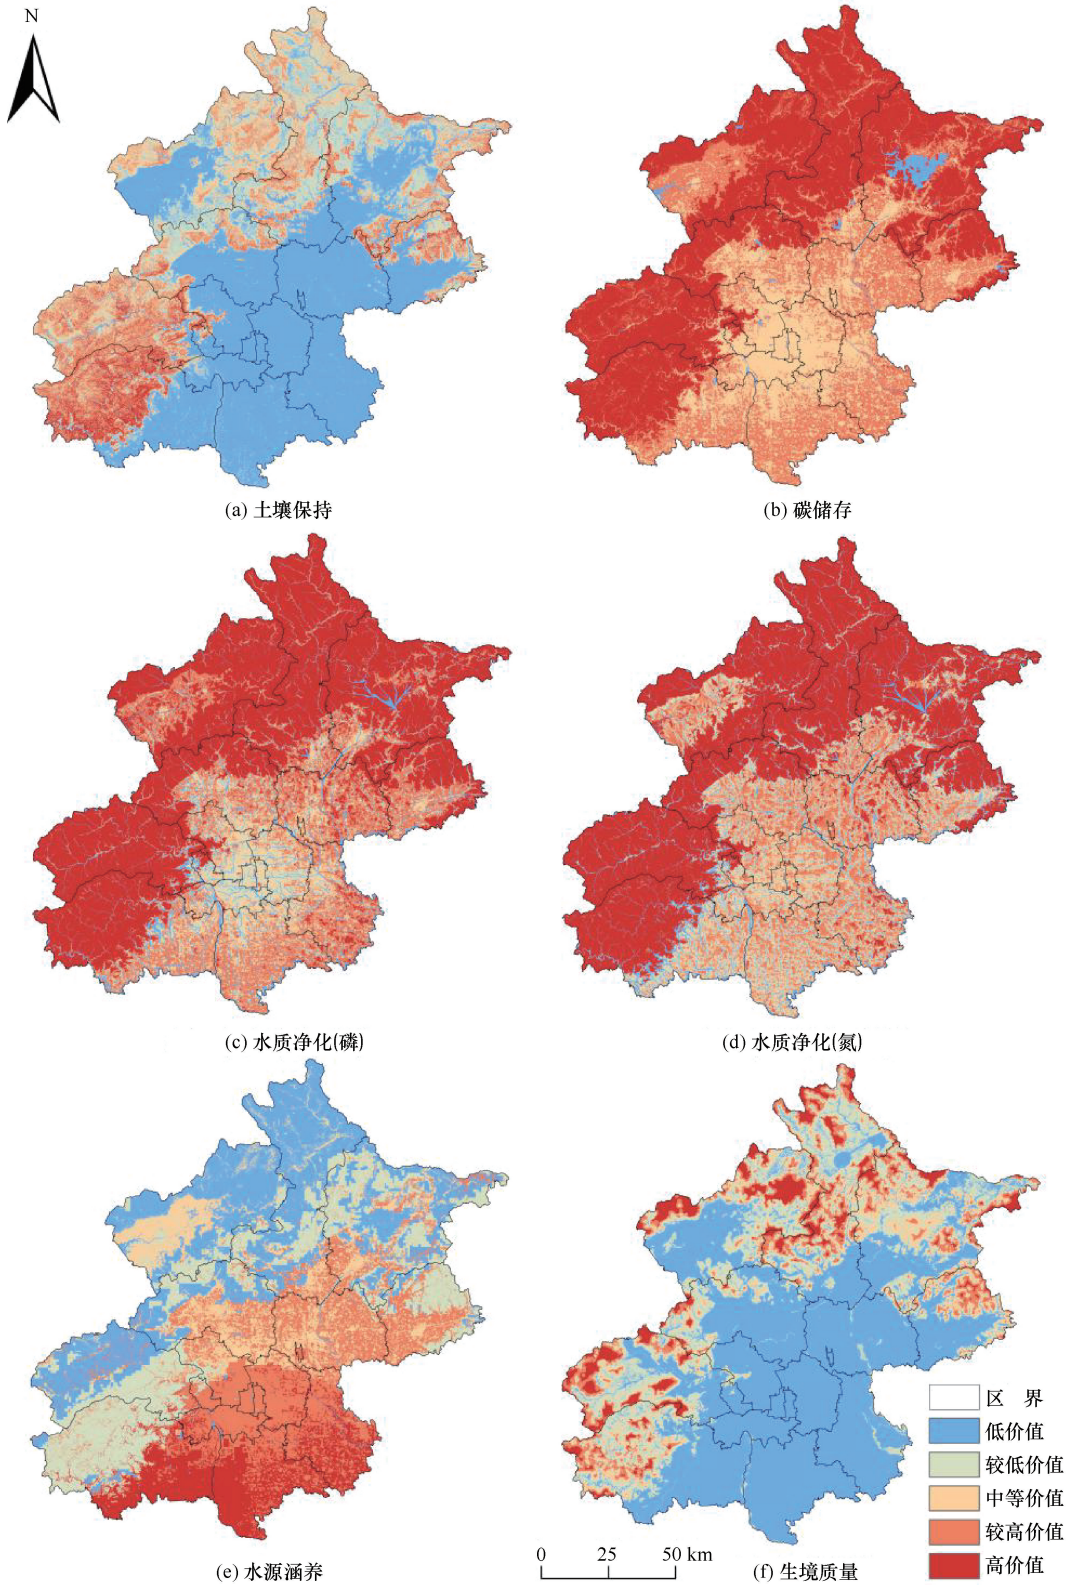 N
(a) 土壤保持
(b) 碳储存
(c) 水质净化(磷)
(d) 水质净化(氮)
区 界
低价值
较低价值
中等价值
较高价值
高价值
0 25 50 km
(e) 水源涵养
(f) 生境质量